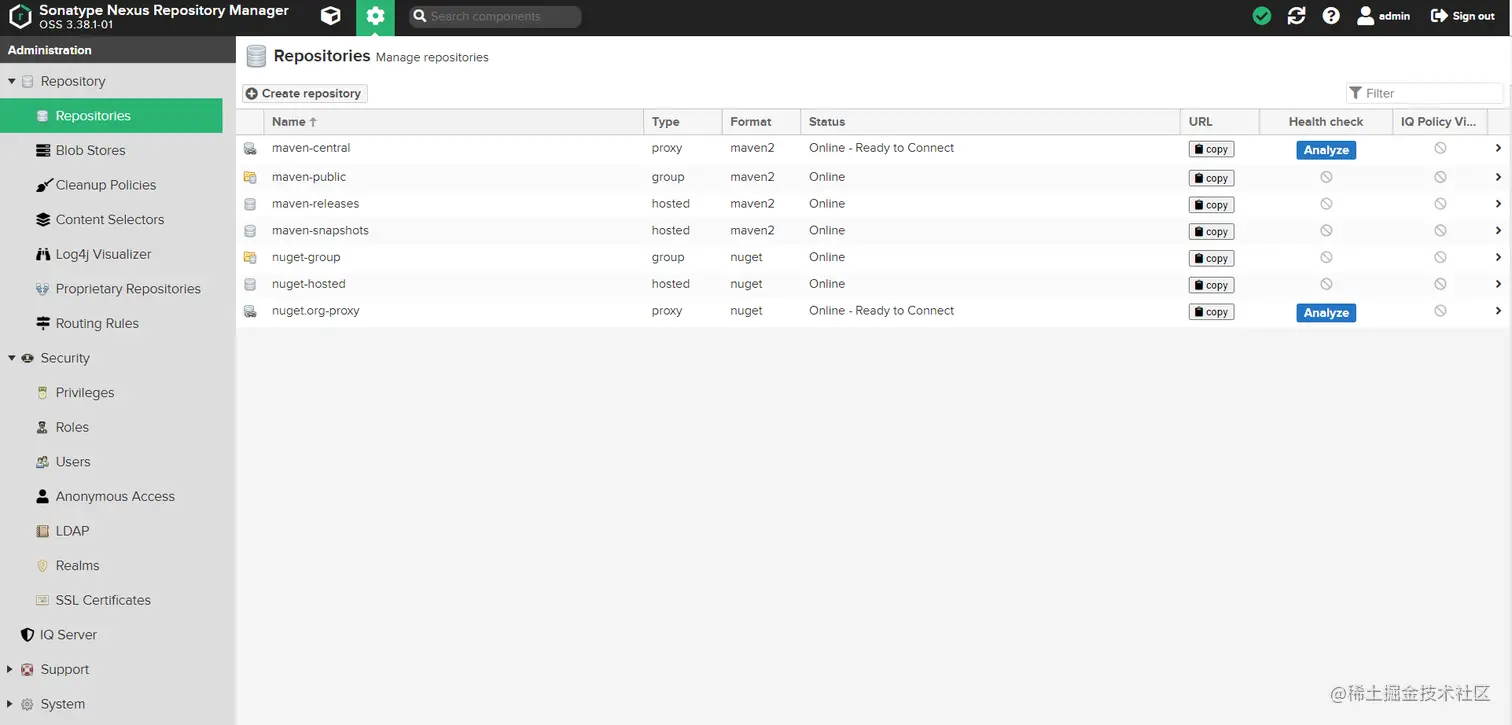 Sonatype Nexus Repository Manager
OSS 3.38.1-01
Search components
admin
Sign out
Administration
Repository
Repositories
Blob Stores
Cleanup Policies
Content Selectors
Log4j Visualizer
Proprietary Repositories
Routing Rules
Security
Privileges
Roles
Users
Anonymous Access
LDAP
Realms
SSL Certificates
IQ Server
Support
System
Repositories Manage repositories
Create repository
Filter
Name Type Format Status URL Health check IQ Policy Vi...
maven-central proxy maven2 Online - Ready to Connect copy Analyze
maven-public group maven2 Online copy
maven-releases hosted maven2 Online copy
maven-snapshots hosted maven2 Online copy
nuget-group group nuget Online copy
nuget-hosted hosted nuget Online copy
nuget.org-proxy proxy nuget Online - Ready to Connect copy Analyze
@稀土掘金技术社区